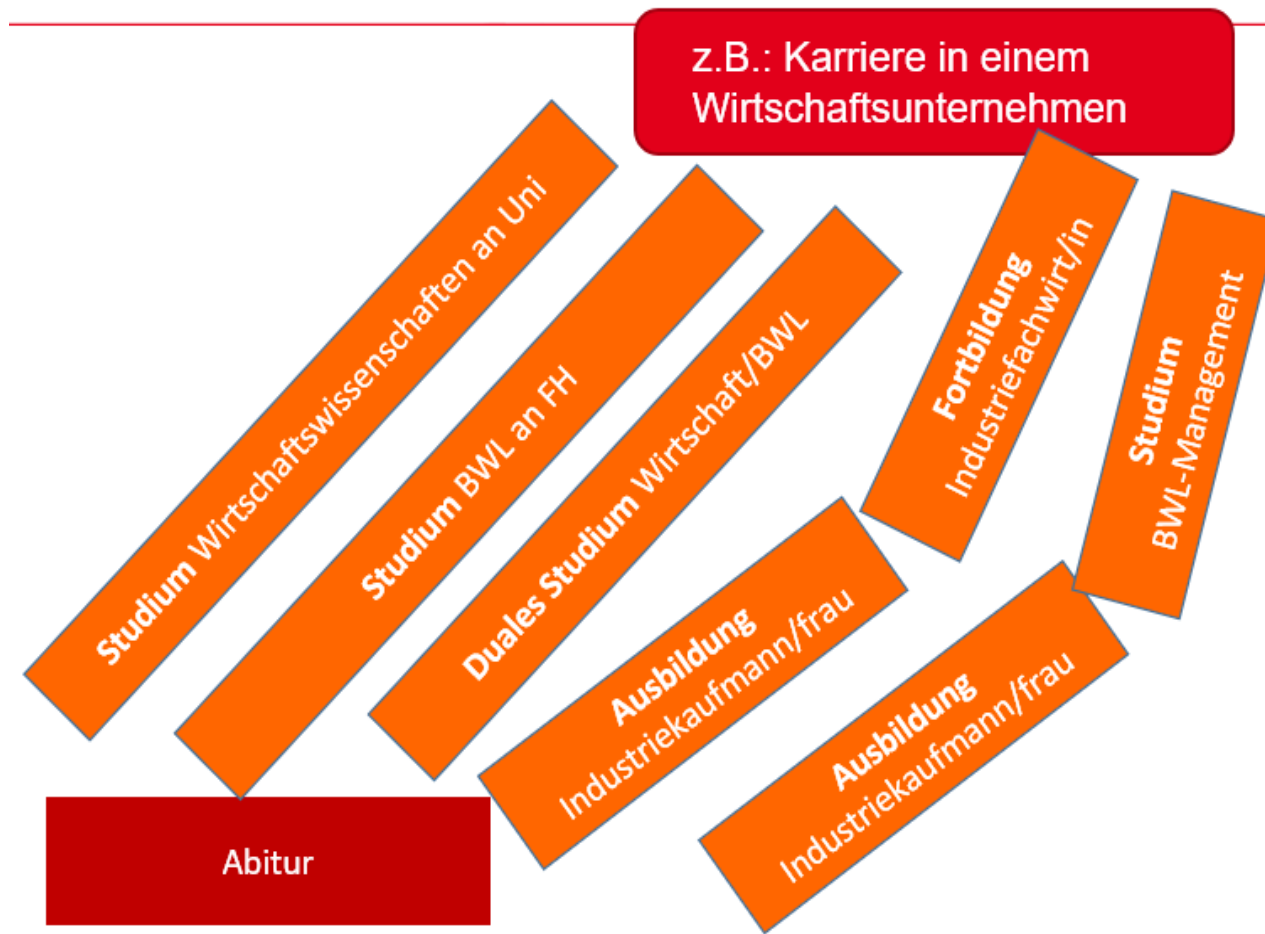 z.B.: Karriere in einem
Wirtschaftsunternehmen
Studium Wirtschaftswissenschaften an Uni
Studium BWL an FH
Duales Studium Wirtschaft/BWL
Ausbildung
Industriekaufmann/frau
Fortbildung
Industriefachwirt/in
Ausbildung
Industriekaufmann/frau
Studium
BWL-Management
Abitur